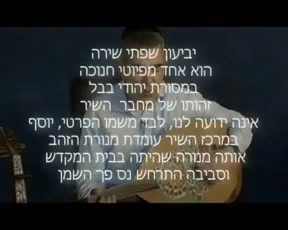 יביעון שפתי שירה
הוא אחד מפיוטי חנוכה
במסורת יהודי בבל
זהותו של מחבר השיר
אינה ידועה לנו, לבד משמו הפרטי, יוסף
במרכז השיר עומדת מנורת הזהב
אותה מנורה שהיתה בבית המקדש
וסביבה התרחש נס פך השמן